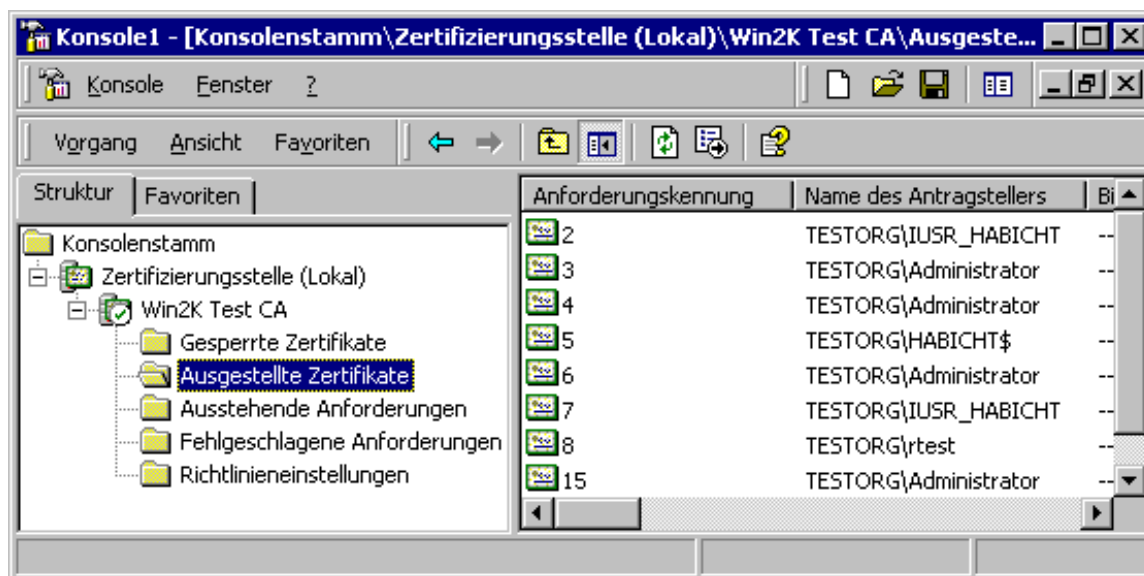 Konsole1 - [Konsolenstamm\Zertifizierungsstelle (Lokal)\Win2K Test CA\Ausgeste...
Konsole Fenster ?
Vorgang Ansicht Favoriten
Struktur Favoriten
Konsolenstamm
Zertifizierungsstelle (Lokal)
Win2K Test CA
Gesperrte Zertifikate
Ausgestellte Zertifikate
Ausstehende Anforderungen
Fehlgeschlagene Anforderungen
Richtlinieneinstellungen
Anforderungskennung Name des Antragstellers Bi
2 TESTORG\IUSR_HABICHT --
3 TESTORG\Administrator --
4 TESTORG\Administrator --
5 TESTORG\HABICHT$ --
6 TESTORG\Administrator --
7 TESTORG\IUSR_HABICHT --
8 TESTORG\rtest --
15 TESTORG\Administrator --